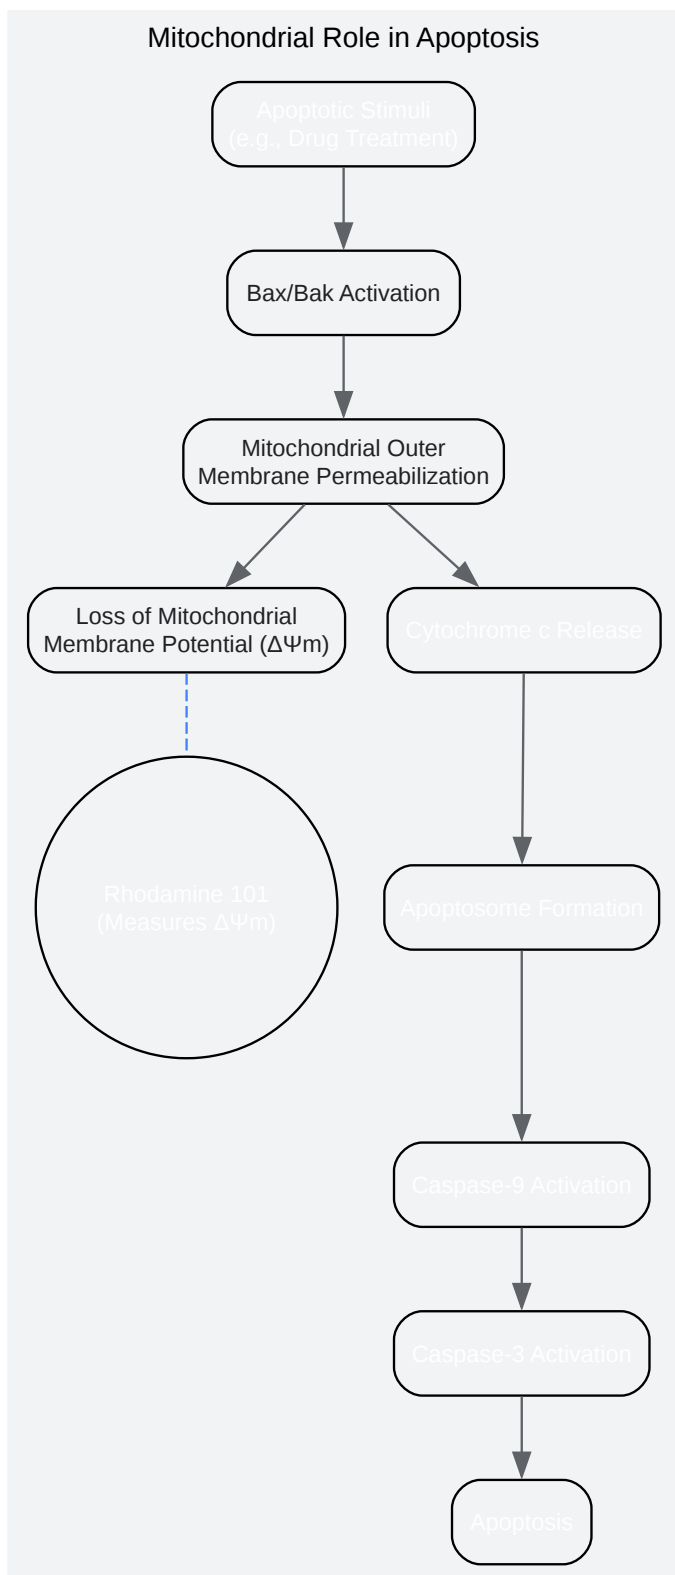 Mitochondrial Role in Apoptosis
Apoptotic Stimuli
(e.g., Drug Treatment)
Bax/Bak Activation
Mitochondrial Outer
Membrane Permeabilization
Loss of Mitochondrial
Membrane Potential (ΔΨm)
Cytochrome c Release
Rhodamine 101
(Measures ΔΨm)
Apoptosome Formation
Caspase-9 Activation
Caspase-3 Activation
Apoptosis